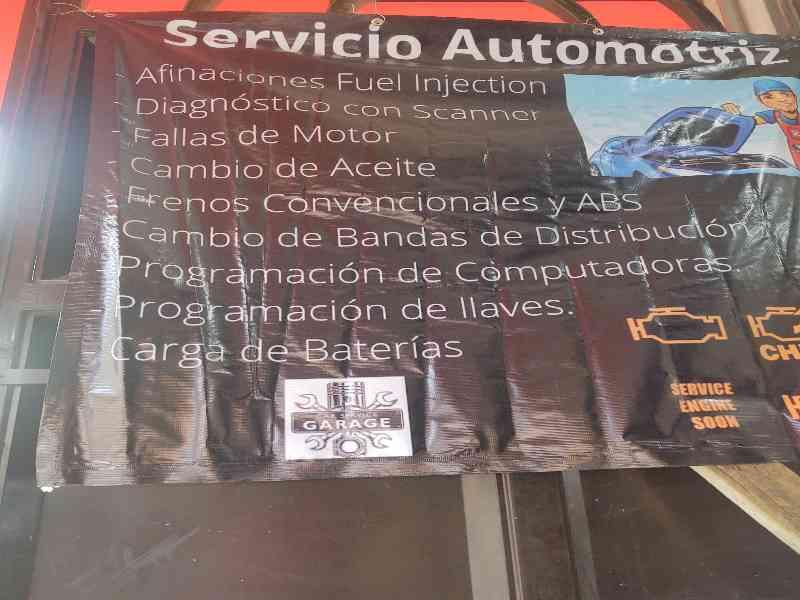 Servicio Automotriz
- Afinaciones Fuel Injection
- Diagnóstico con Scanner
- Fallas de Motor
- Cambio de Aceite
- Frenos Convencionales y ABS
- Cambio de Bandas de Distribución
- Programación de Computadoras.
- Programación de llaves.
- Carga de Baterías
SERVICE
GARAGE
SERVICE
ENGINE
SOON